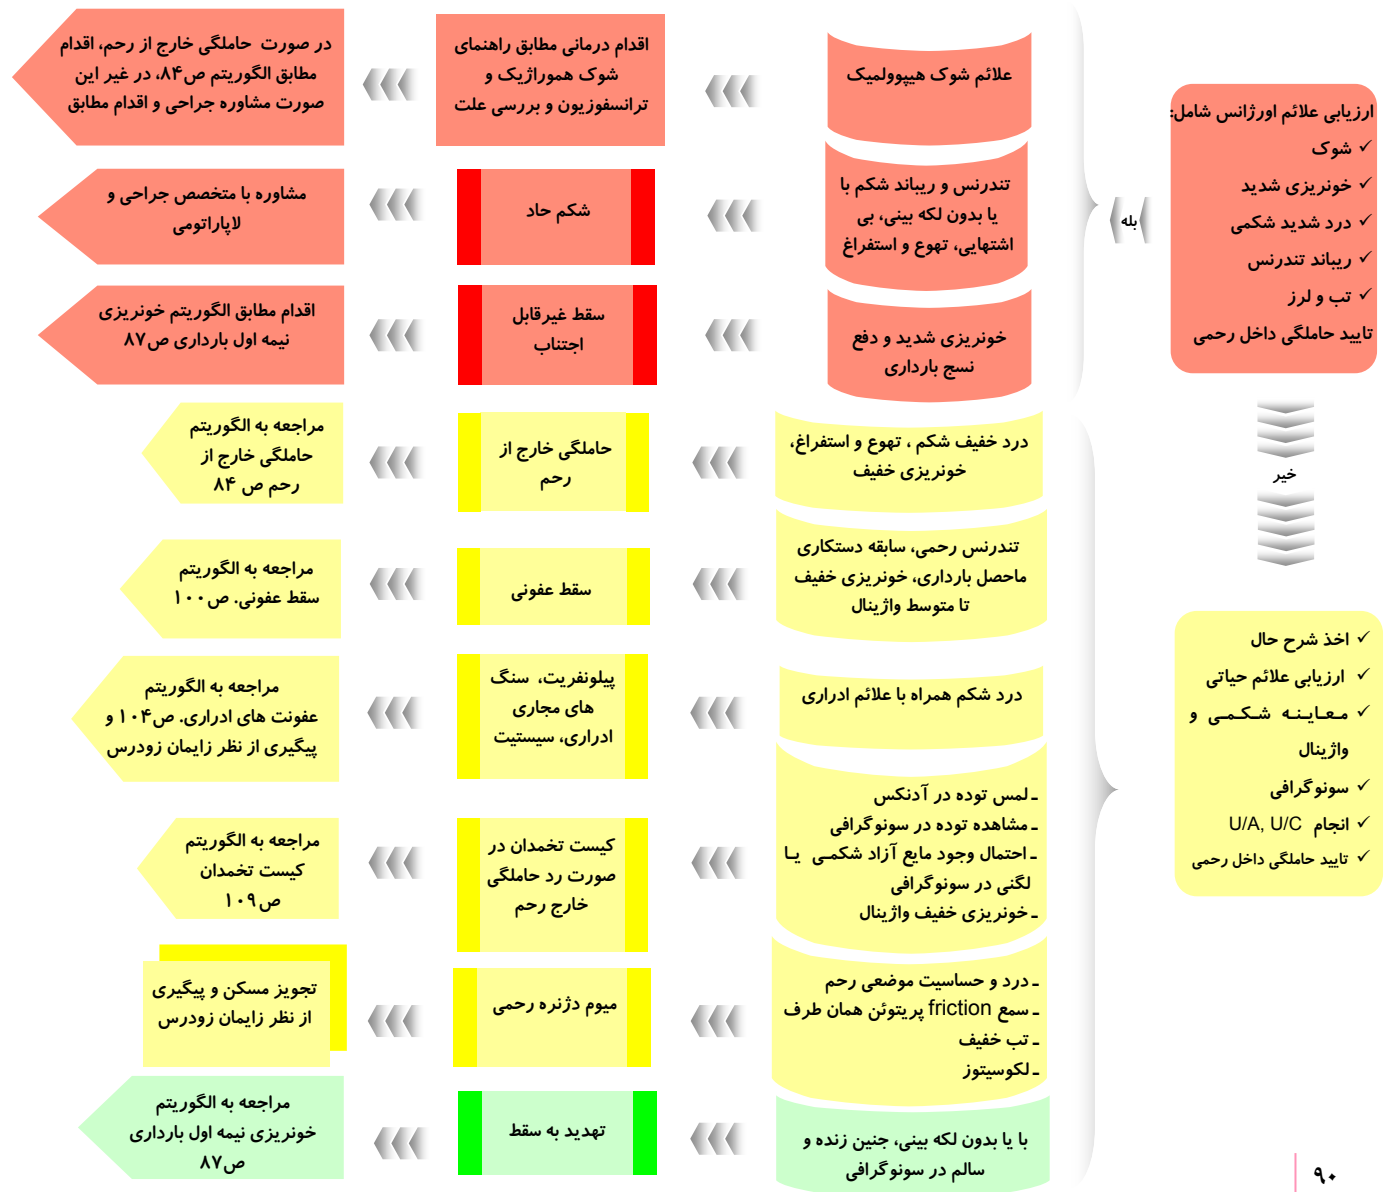 ارزیابی علائم اورژانس شامل:
✓ شوک
✓ خونریزی شدید
✓ درد شدید شکمی
✓ ریباند تندرنس
✓ تب و لرز
تایید حاملگی داخل رحمی
بله
علائم شوک هیپوولمیک
اقدام درمانی مطابق راهنمای
شوک هموراژیک و
ترانسفوزیون و بررسی علت
در صورت حاملگی خارج از رحم، اقدام
مطابق الگوریتم ص۸۴، در غیر این
صورت مشاوره جراحی و اقدام مطابق
تندرنس و ریباند شکم با
یا بدون لکه بینی، بی
اشتهایی، تهوع و استفراغ
شکم حاد
مشاوره با متخصص جراحی و
لاپاراتومی
خونریزی شدید و دفع
نسج بارداری
سقط غیرقابل
اجتناب
اقدام مطابق الگوریتم خونریزی
نیمه اول بارداری ص۸۷
خیر
✓ اخذ شرح حال
✓ ارزیابی علائم حیاتی
✓ معاینه شکمی و
واژینال
✓ سونوگرافی
✓ انجام U/A, U/C
✓ تایید حاملگی داخل رحمی
درد خفیف شکم ، تهوع و استفراغ،
خونریزی خفیف
حاملگی خارج از
رحم
مراجعه به الگوریتم
حاملگی خارج از
رحم ص ۸۴
تندرنس رحمی، سابقه دستکاری
ماحصل بارداری، خونریزی خفیف
تا متوسط واژینال
سقط عفونی
مراجعه به الگوریتم
سقط عفونی. ص۱۰۰
درد شکم همراه با علائم ادراری
پیلونفریت، سنگ
های مجاری
ادراری، سیستیت
مراجعه به الگوریتم
عفونت های ادراری. ص۱۰۴ و
پیگیری از نظر زایمان زودرس
ـ لمس توده در آدنکس
ـ مشاهده توده در سونوگرافی
ـ احتمال وجود مایع آزاد شکمی یا
لگنی در سونوگرافی
ـ خونریزی خفیف واژینال
کیست تخمدان در
صورت رد حاملگی
خارج رحم
مراجعه به الگوریتم
کیست تخمدان
ص۱۰۹
ـ درد و حساسیت موضعی رحم
ـ سمع friction پریتوئن همان طرف
ـ تب خفیف
ـ لکوسیتوز
میوم دژنره رحمی
تجویز مسکن و پیگیری
از نظر زایمان زودرس
با یا بدون لکه بینی، جنین زنده و
سالم در سونوگرافی
تهدید به سقط
مراجعه به الگوریتم
خونریزی نیمه اول بارداری
ص۸۷
۹۰